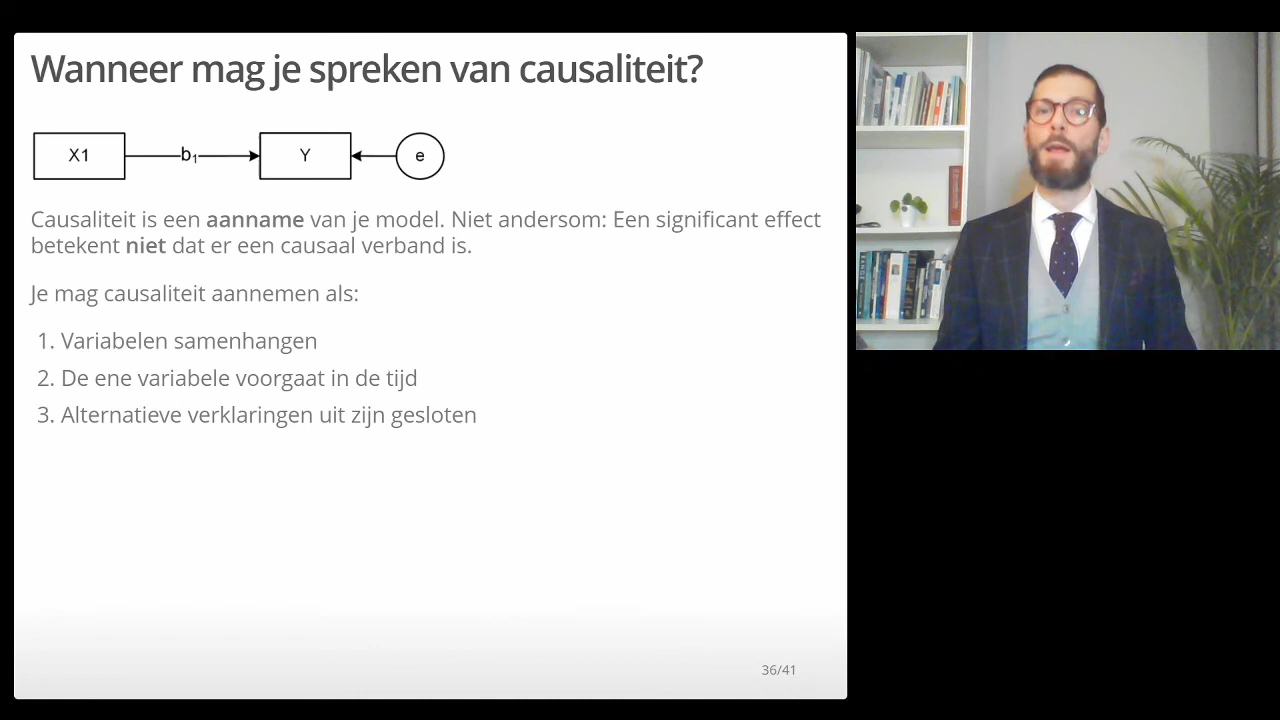 Wanneer mag je spreken van causaliteit?
X1 b₁ Y e
Causaliteit is een aanname van je model. Niet andersom: Een significant effect
betekent niet dat er een causaal verband is.
Je mag causaliteit aannemen als:
1. Variabelen samenhangen
2. De ene variabele voorgaat in de tijd
3. Alternatieve verklaringen uit zijn gesloten
36/41